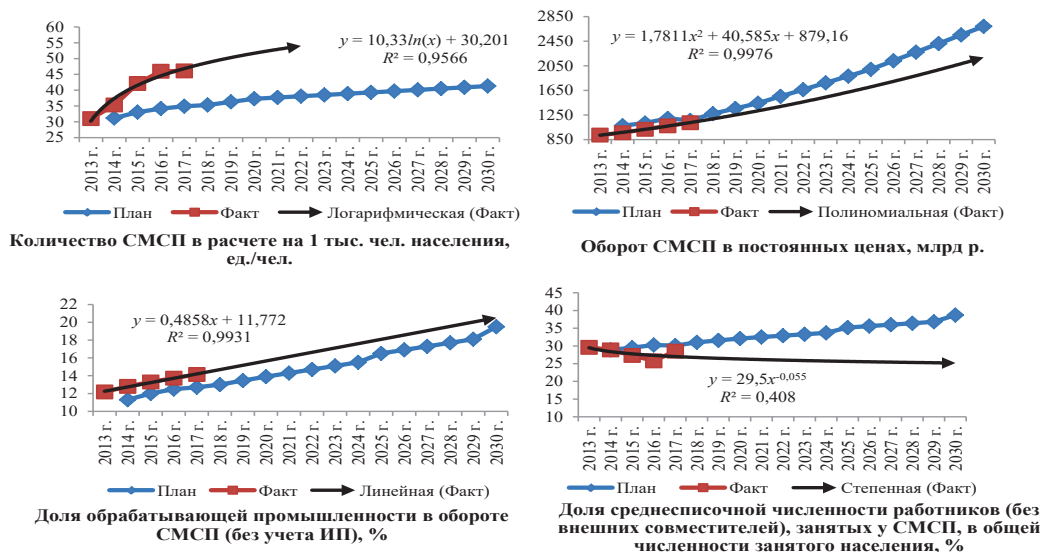 60
55
50
45
40
35
30
25
y = 10,33ln(x) + 30,201
R² = 0,9566
2013 г.
2014 г.
2015 г.
2016 г.
2017 г.
2018 г.
2019 г.
2020 г.
2021 г.
2022 г.
2023 г.
2024 г.
2025 г.
2026 г.
2027 г.
2028 г.
2029 г.
2030 г.
План Факт Логарифмическая (Факт)
Количество СМСП в расчете на 1 тыс. чел. населения,
ед./чел.
2850
2450
2050
1650
1250
850
y = 1,7811x² + 40,585x + 879,16
R² = 0,9976
2013 г.
2014 г.
2015 г.
2016 г.
2017 г.
2018 г.
2019 г.
2020 г.
2021 г.
2022 г.
2023 г.
2024 г.
2025 г.
2026 г.
2027 г.
2028 г.
2029 г.
2030 г.
План Факт Полиномиальная (Факт)
Оборот СМСП в постоянных ценах, млрд р.
22
20
18
16
14
12
10
y = 0,4858x + 11,772
R² = 0,9931
2013 г.
2014 г.
2015 г.
2016 г.
2017 г.
2018 г.
2019 г.
2020 г.
2021 г.
2022 г.
2023 г.
2024 г.
2025 г.
2026 г.
2027 г.
2028 г.
2029 г.
2030 г.
План Факт Линейная (Факт)
Доля обрабатывающей промышленности в обороте
СМСП (без учета ИП), %
45
40
35
30
25
20
15
10
y = 29,5x⁻⁰,⁰⁵⁵
R² = 0,408
2013 г.
2014 г.
2015 г.
2016 г.
2017 г.
2018 г.
2019 г.
2020 г.
2021 г.
2022 г.
2023 г.
2024 г.
2025 г.
2026 г.
2027 г.
2028 г.
2029 г.
2030 г.
План Факт Степенная (Факт)
Доля среднесписочной численности работников (без
внешних совместителей), занятых у СМСП, в общей
численности занятого населения, %